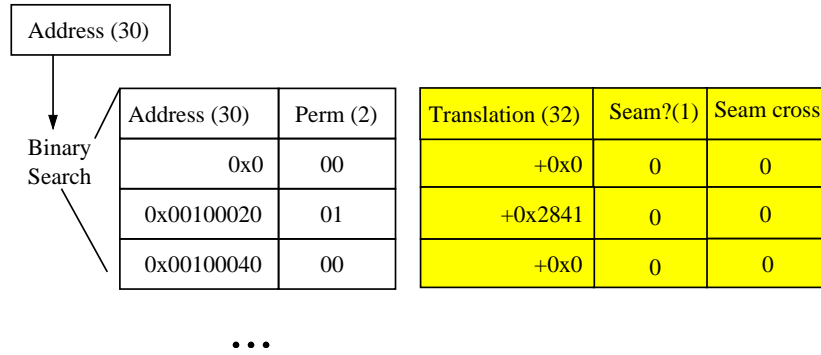 Address (30)
Binary
Search
Address (30) Perm (2) Translation (32) Seam?(1) Seam cross
0x0 00 +0x0 0 0
0x00100020 01 +0x2841 0 0
0x00100040 00 +0x0 0 0
...